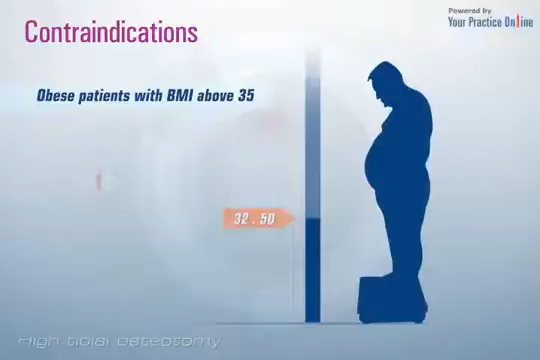 Contraindications
Powered by
Your Practice Online
Obese patients with BMI above 35
32.50
High tibial osteotomy